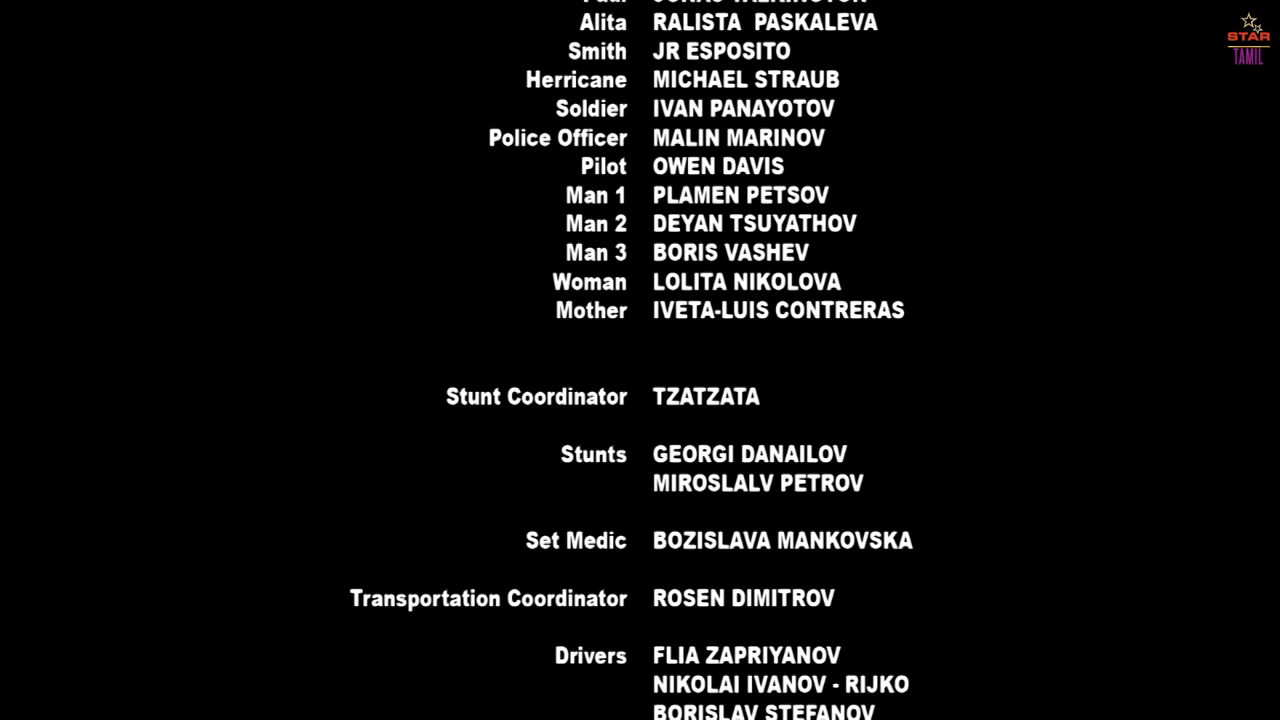 Alita RALISTA PASKALEVA
Smith JR ESPOSITO
Herricane MICHAEL STRAUB
Soldier IVAN PANAYOTOV
Police Officer MALIN MARINOV
Pilot OWEN DAVIS
Man 1 PLAMEN PETSOV
Man 2 DEYAN TSUYATHOV
Man 3 BORIS VASHEV
Woman LOLITA NIKOLOVA
Mother IVETA-LUIS CONTRERAS
Stunt Coordinator TZATZATA
Stunts GEORGI DANAILOV
MIROSLALV PETROV
Set Medic BOZISLAVA MANKOVSKA
Transportation Coordinator ROSEN DIMITROV
Drivers FLIA ZAPRIYANOV
NIKOLAI IVANOV - RIJKO
BORISLAV STEFANOV
STAR
TAMIL